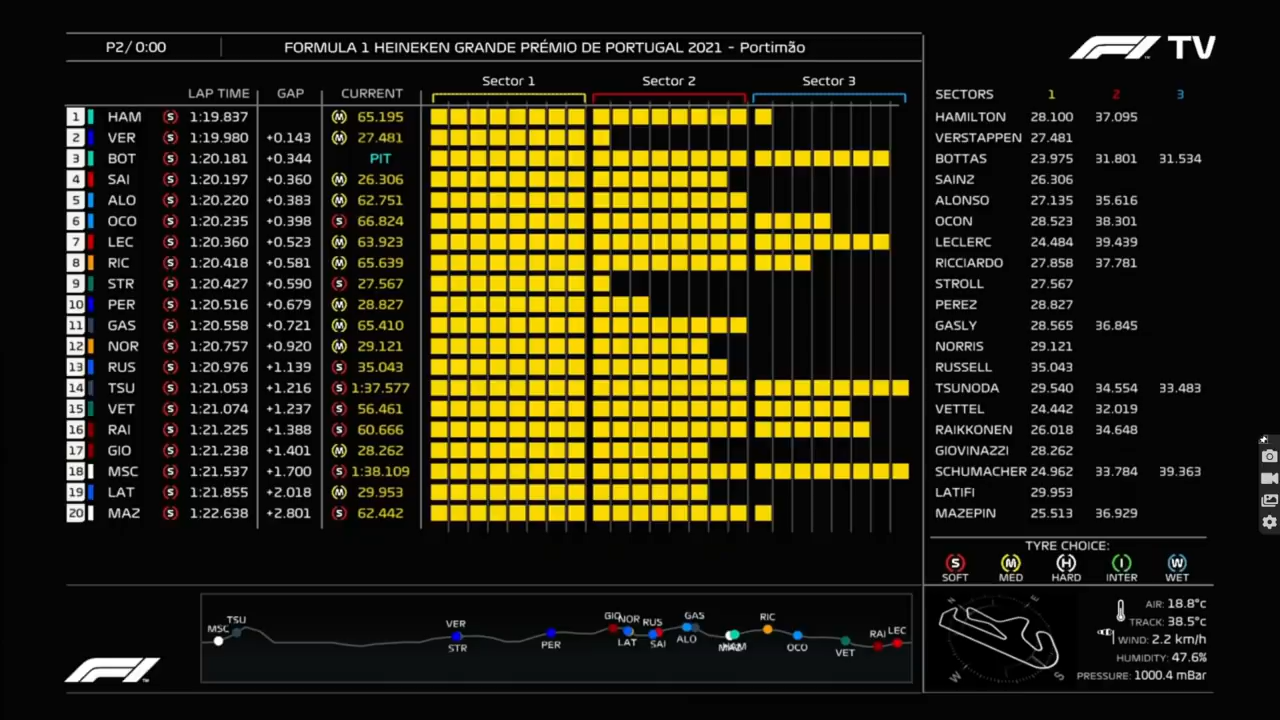 P2/ 0:00 FORMULA 1 HEINEKEN GRANDE PRÉMIO DE PORTUGAL 2021 - Portimão
F1 TV
Sector 1 Sector 2 Sector 3
LAP TIME GAP CURRENT SECTORS 1 2 3
1 HAM S 1:19.837 M 65.195 HAMILTON 28.100 37.095
2 VER S 1:19.980 +0.143 M 27.481 VERSTAPPEN 27.481
3 BOT S 1:20.181 +0.344 PIT BOTTAS 23.975 31.801 31.534
4 SAI S 1:20.197 +0.360 M 26.306 SAINZ 26.306
5 ALO S 1:20.220 +0.383 M 62.751 ALONSO 27.135 35.616
6 OCO S 1:20.235 +0.398 S 66.824 OCON 28.523 38.301
7 LEC S 1:20.360 +0.523 M 63.923 LECLERC 24.484 39.439
8 RIC S 1:20.418 +0.581 M 65.639 RICCIARDO 27.858 37.781
9 STR S 1:20.427 +0.590 S 27.567 STROLL 27.567
10 PER S 1:20.516 +0.679 M 28.827 PEREZ 28.827
11 GAS S 1:20.558 +0.721 M 65.410 GASLY 28.565 36.845
12 NOR S 1:20.757 +0.920 M 29.121 NORRIS 29.121
13 RUS S 1:20.976 +1.139 S 35.043 RUSSELL 35.043
14 TSU S 1:21.053 +1.216 S 1:37.577 TSUNODA 29.540 34.554 33.483
15 VET S 1:21.074 +1.237 S 56.461 VETTEL 24.442 32.019
16 RAI S 1:21.225 +1.388 S 60.666 RAIKKONEN 26.018 34.648
17 GIO S 1:21.238 +1.401 M 28.262 GIOVINAZZI 28.262
18 MSC S 1:21.537 +1.700 S 1:38.109 SCHUMACHER 24.962 33.784 39.363
19 LAT S 1:21.855 +2.018 M 29.953 LATIFI 29.953
20 MAZ S 1:22.638 +2.801 S 62.442 MAZEPIN 25.513 36.929
TYRE CHOICE:
S M H I W
SOFT MED HARD INTER WET
MSC TSU VER GIO NOR RUS GAS RIC RAI LEC
STR PER LAT SAI ALO HAM OCO VET
N E S W
AIR: 18.8°c
TRACK: 38.5°c
WIND: 2.2 km/h
HUMIDITY: 47.6%
PRESSURE: 1000.4 mBar
F1